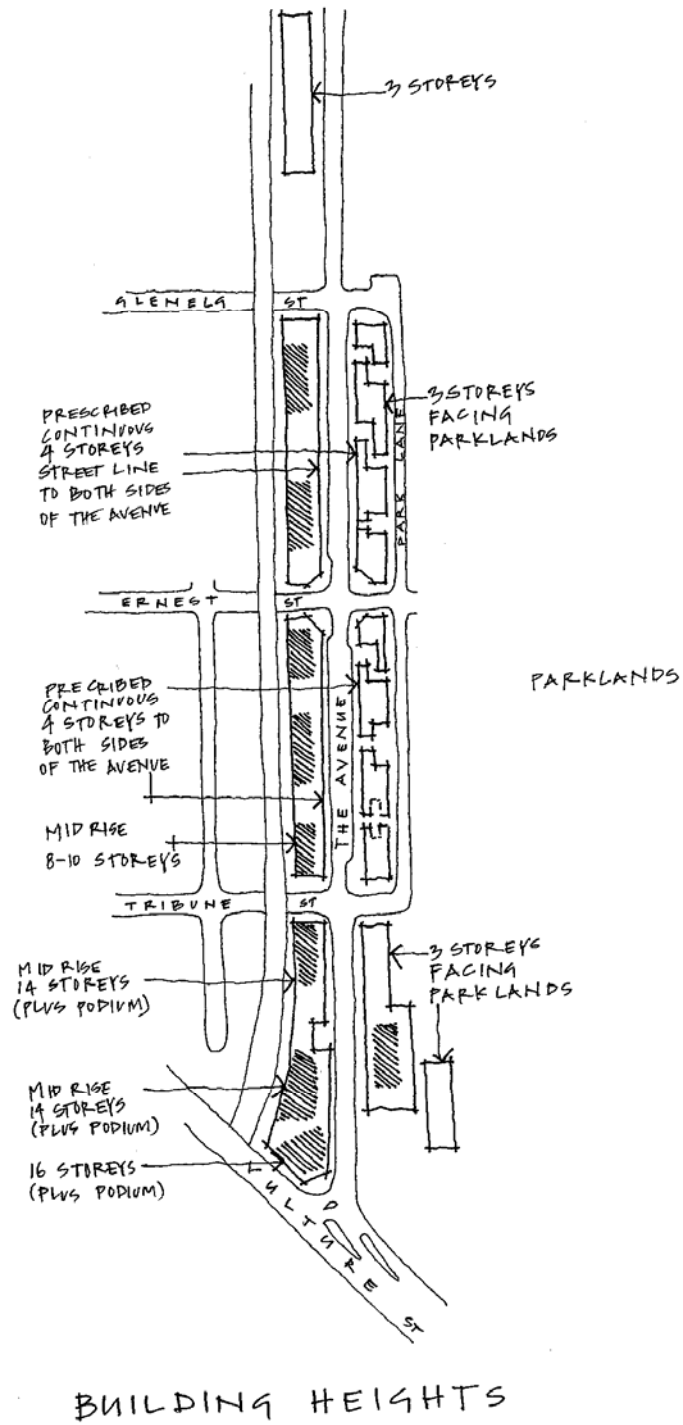 3 STOREYS
GLENELG ST
PRESCRIBED
CONTINUOUS
4 STOREYS
STREET LINE
TO BOTH SIDES
OF THE AVENUE
3 STOREYS
FACING
PARKLANDS
PARK LANE
ERNEST ST
PRECRIBED
CONTINUOUS
4 STOREYS TO
BOTH SIDES
OF THE AVENUE
PARKLANDS
THE AVENUE
MID RISE
8-10 STOREYS
TRIBUNE ST
MID RISE
14 STOREYS
(PLUS PODIUM)
3 STOREYS
FACING
PARKLANDS
MID RISE
14 STOREYS
(PLUS PODIUM)
16 STOREYS
(PLUS PODIUM)
VULTURE ST
BUILDING HEIGHTS